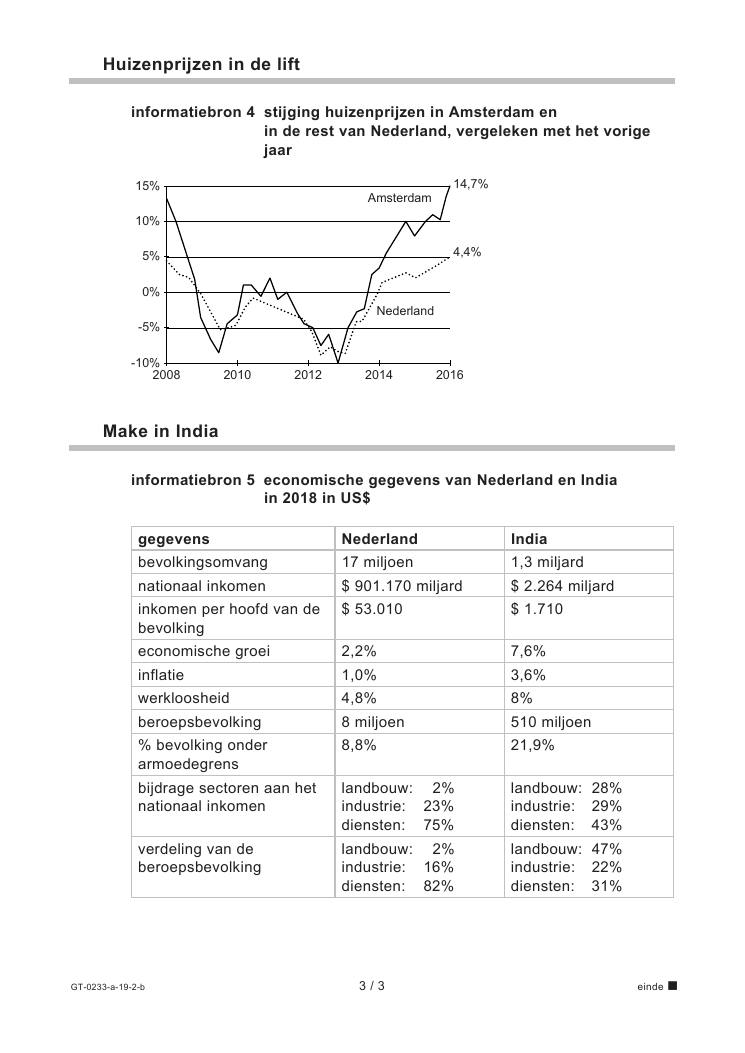 Huizenprijzen in de lift
informatiebron 4 stijging huizenprijzen in Amsterdam en
in de rest van Nederland, vergeleken met het vorige
jaar
15%
10%
5%
0%
-5%
-10%
14,7%
Amsterdam
4,4%
Nederland
2008 2010 2012 2014 2016
Make in India
informatiebron 5 economische gegevens van Nederland en India
in 2018 in US$
gegevens Nederland India
bevolkingsomvang 17 miljoen 1,3 miljard
nationaal inkomen $ 901.170 miljard $ 2.264 miljard
inkomen per hoofd van de $ 53.010 $ 1.710
bevolking
economische groei 2,2% 7,6%
inflatie 1,0% 3,6%
werkloosheid 4,8% 8%
beroepsbevolking 8 miljoen 510 miljoen
% bevolking onder 8,8% 21,9%
armoedegrens
bijdrage sectoren aan het landbouw: 2% landbouw: 28%
nationaal inkomen industrie: 23% industrie: 29%
diensten: 75% diensten: 43%
verdeling van de landbouw: 2% landbouw: 47%
beroepsbevolking industrie: 16% industrie: 22%
diensten: 82% diensten: 31%
GT-0233-a-19-2-b 3 / 3 einde